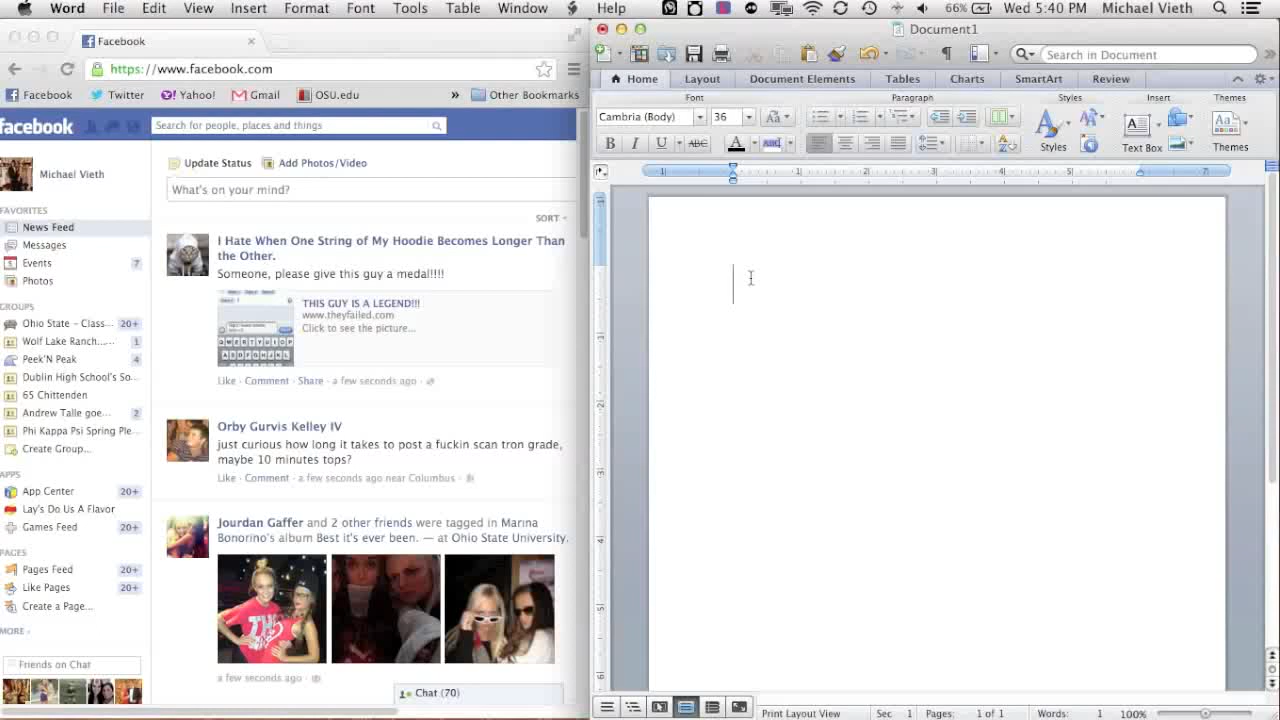 Word File Edit View Insert Format Font Tools Table Window Help 66% Wed 5:40 PM Michael Vieth
Facebook
https://www.facebook.com
Facebook Twitter Yahoo! Gmail OSU.edu » Other Bookmarks
facebook Search for people, places and things
Michael Vieth
FAVORITES
News Feed
Messages
Events 7
Photos
GROUPS
Ohio State - Class... 20+
Wolf Lake Ranch.... 1
Peek'N Peak 4
Dublin High School's So...
65 Chittenden
Andrew Talle goe... 2
Phi Kappa Psi Spring Ple...
Create Group...
APPS
App Center 20+
Lay's Do Us A Flavor
Games Feed 20+
PAGES
Pages Feed 20+
Like Pages 20+
Create a Page...
MORE
Friends on Chat
Update Status Add Photos/Video
What's on your mind?
SORT
I Hate When One String of My Hoodie Becomes Longer Than
the Other.
Someone, please give this guy a medal!!!!
THIS GUY IS A LEGEND!!!
www.theyfailed.com
Click to see the picture...
Like · Comment · Share · a few seconds ago
Orby Gurvis Kelley IV
just curious how long it takes to post a fuckin scan tron grade,
maybe 10 minutes tops?
Like · Comment · a few seconds ago near Columbus
Jourdan Gaffer and 2 other friends were tagged in Marina
Bonorino's album Best it's ever been. — at Ohio State University.
a few seconds ago
Chat (70)
Document1
Search in Document
Home Layout Document Elements Tables Charts SmartArt Review
Font Paragraph Styles Insert Themes
Cambria (Body) 36
B I U ABC A ABC Styles A Text Box Themes
Print Layout View Sec 1 Pages: 1 of 1 Words: 1 100%